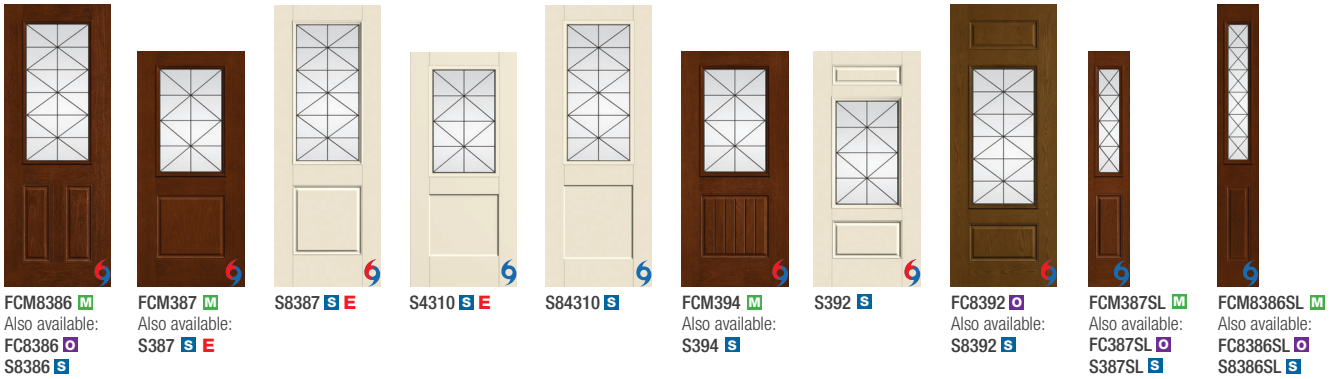 FCM8386 M
Also available:
FC8386 O
S8386 S
FCM387 M
Also available:
S387 S E
S8387 S E
S4310 S E
S84310 S
FCM394 M
Also available:
S394 S
S392 S
FC8392 O
Also available:
S8392 S
FCM387SL M
Also available:
FC387SL O
S387SL S
FCM8386SL M
Also available:
FC8386SL O
S8386SL S